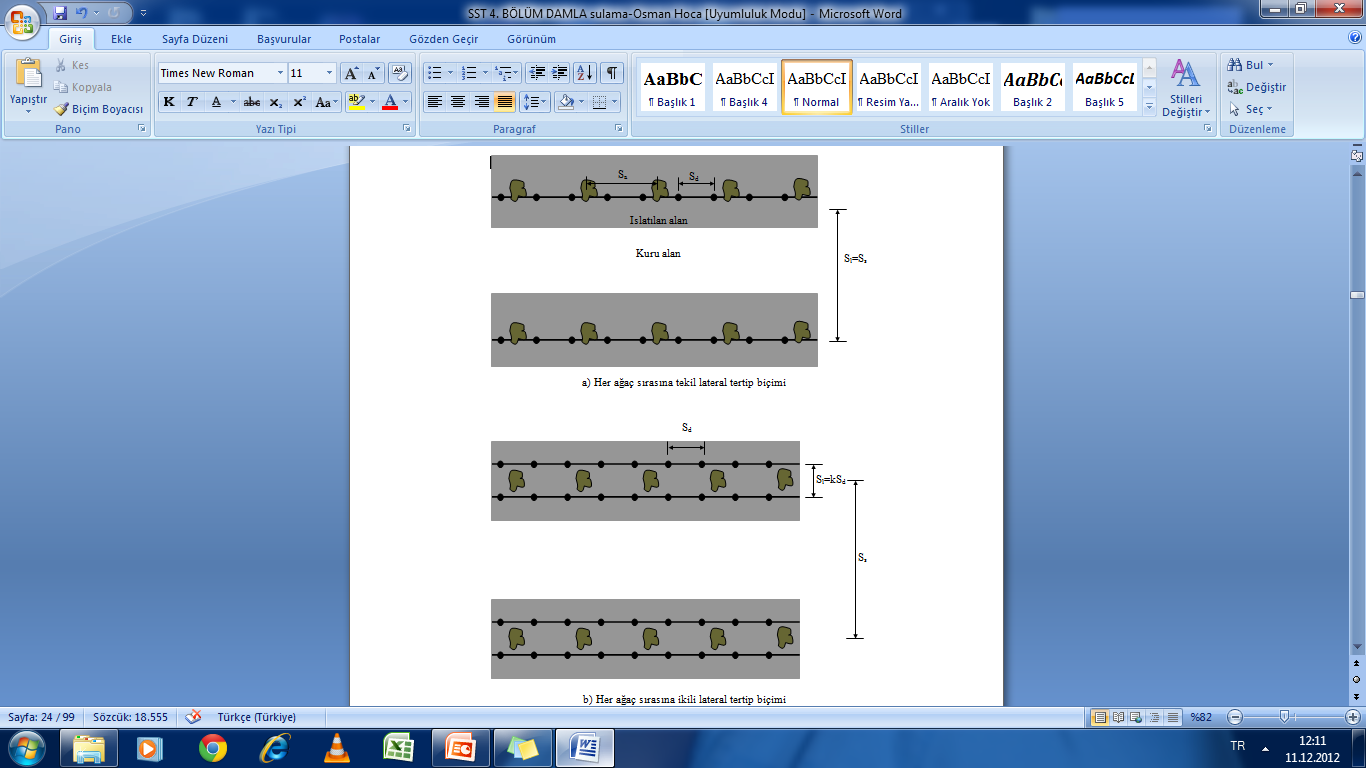 SST 4. BÖLÜM DAMLA sulama-Osman Hoca [Uyumluluk Modu] - Microsoft Word
Giriş Ekle Sayfa Düzeni Başvurular Postalar Gözden Geçir Görünüm
Yapıştır
Kes
Kopyala
Biçim Boyacısı
Pano
Times New Roman 11
K T A abc x₂ x² Aa
Yazı Tipi
Paragraf
AaBbC AaBbCcI AaBbCcI AaBbCcI AaBbCcI AaBbCc AaBbCcL
¶ Başlık 1 ¶ Başlık 4 ¶ Normal ¶ Resim Ya... ¶ Aralık Yok Başlık 2 Başlık 5
Stiller
Stilleri
Değiştir
Bul
Değiştir
Seç
Düzenleme
Sd
Islatılan alan
Kuru alan
a) Her ağaç sırasına tekil lateral tertip biçimi
Sd
Sl=kSd
b) Her ağaç sırasına ikili lateral tertip biçimi
Sayfa: 24 / 99 Sözcük: 18.555 Türkçe (Türkiye) %82
TR 12:11
11.12.2012